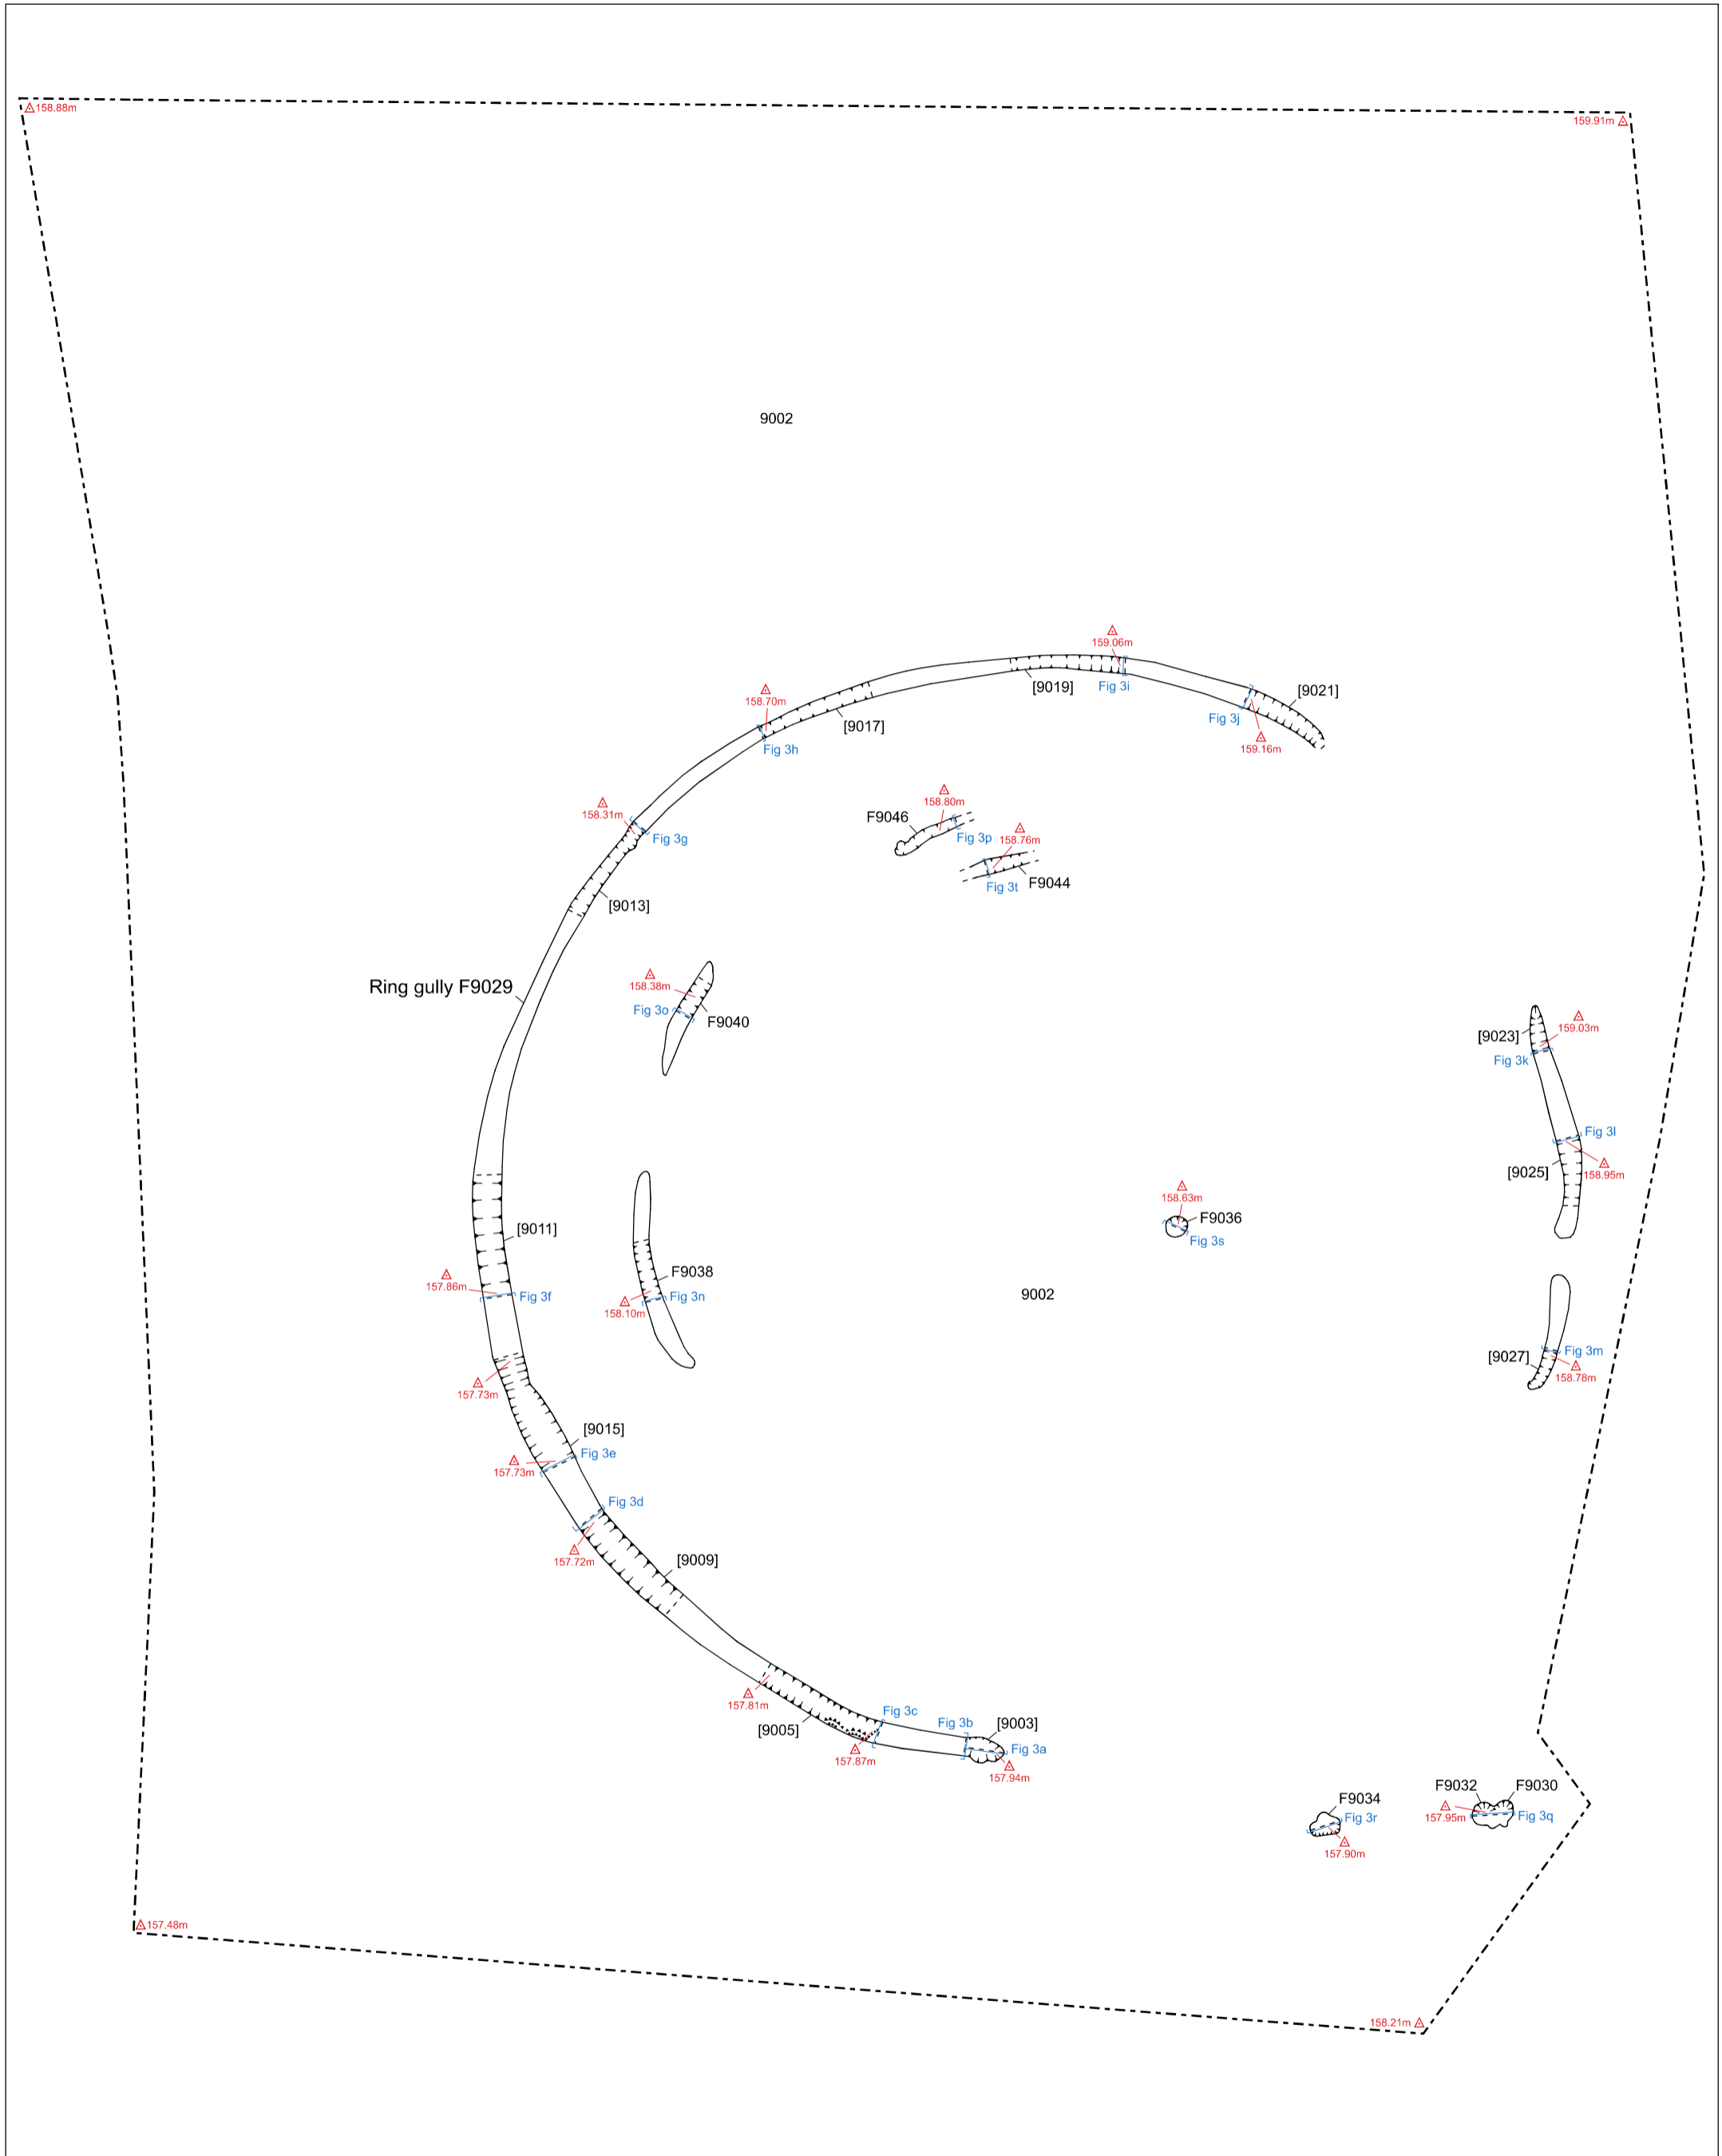 158.88m
159.91m
9002
159.06m
[9019]
Fig 3i
[9021]
158.70m
Fig 3j
[9017]
159.16m
Fig 3h
158.31m
158.80m
F9046
158.76m
Fig 3g
Fig 3p
F9044
Fig 3t
[9013]
Ring gully F9029
158.38m
Fig 3o
F9040
159.03m
[9023]
Fig 3k
Fig 3l
[9025]
158.95m
158.63m
F9036
[9011]
Fig 3s
F9038
157.86m
Fig 3f
Fig 3n
158.10m
9002
Fig 3m
[9027]
158.78m
157.73m
[9015]
Fig 3e
157.73m
Fig 3d
157.72m
[9009]
157.81m
Fig 3c
[9005]
Fig 3b
[9003]
Fig 3a
157.87m
157.94m
F9032
F9030
F9034
157.95m
Fig 3q
Fig 3r
157.90m
157.48m
158.21m